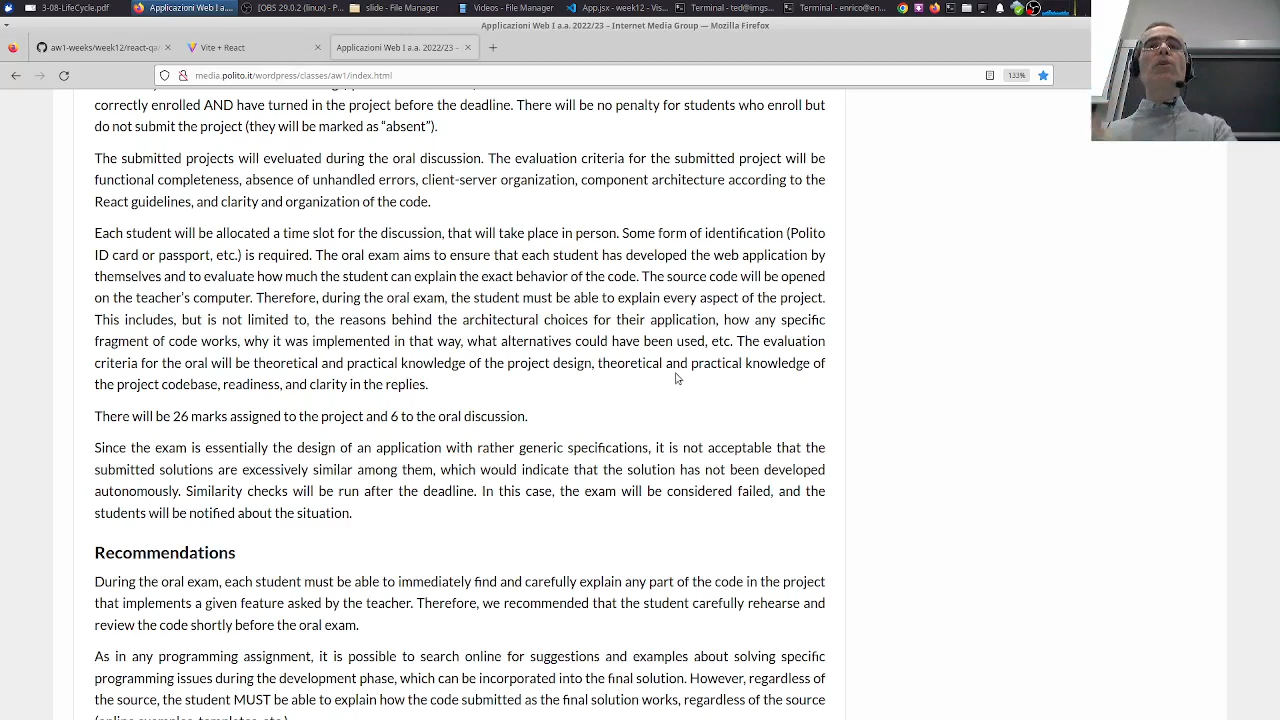 3-08-LifeCycle.pdf
Applicazioni Web I a.a. 2022/23
[OBS 29.0.2 (linux) - P...
slide - File Manager
Videos - File Manager
App.jsx - week12 - Vis...
Terminal - ted@ings...
Terminal - enrico@en...
Applicazioni Web I a.a. 2022/23 – Internet Media Group — Mozilla Firefox
aw1-weeks/week12/react-qa
Vite + React
Applicazioni Web I a.a. 2022/23 –
media.polito.it/wordpress/classes/aw1/index.html
133%
correctly enrolled AND have turned in the project before the deadline. There will be no penalty for students who enroll but
do not submit the project (they will be marked as “absent”).
The submitted projects will eveluated during the oral discussion. The evaluation criteria for the submitted project will be
functional completeness, absence of unhandled errors, client-server organization, component architecture according to the
React guidelines, and clarity and organization of the code.
Each student will be allocated a time slot for the discussion, that will take place in person. Some form of identification (Polito
ID card or passport, etc.) is required. The oral exam aims to ensure that each student has developed the web application by
themselves and to evaluate how much the student can explain the exact behavior of the code. The source code will be opened
on the teacher’s computer. Therefore, during the oral exam, the student must be able to explain every aspect of the project.
This includes, but is not limited to, the reasons behind the architectural choices for their application, how any specific
fragment of code works, why it was implemented in that way, what alternatives could have been used, etc. The evaluation
criteria for the oral will be theoretical and practical knowledge of the project design, theoretical and practical knowledge of
the project codebase, readiness, and clarity in the replies.
There will be 26 marks assigned to the project and 6 to the oral discussion.
Since the exam is essentially the design of an application with rather generic specifications, it is not acceptable that the
submitted solutions are excessively similar among them, which would indicate that the solution has not been developed
autonomously. Similarity checks will be run after the deadline. In this case, the exam will be considered failed, and the
students will be notified about the situation.
Recommendations
During the oral exam, each student must be able to immediately find and carefully explain any part of the code in the project
that implements a given feature asked by the teacher. Therefore, we recommended that the student carefully rehearse and
review the code shortly before the oral exam.
As in any programming assignment, it is possible to search online for suggestions and examples about solving specific
programming issues during the development phase, which can be incorporated into the final solution. However, regardless of
the source, the student MUST be able to explain how the code submitted as the final solution works, regardless of the source